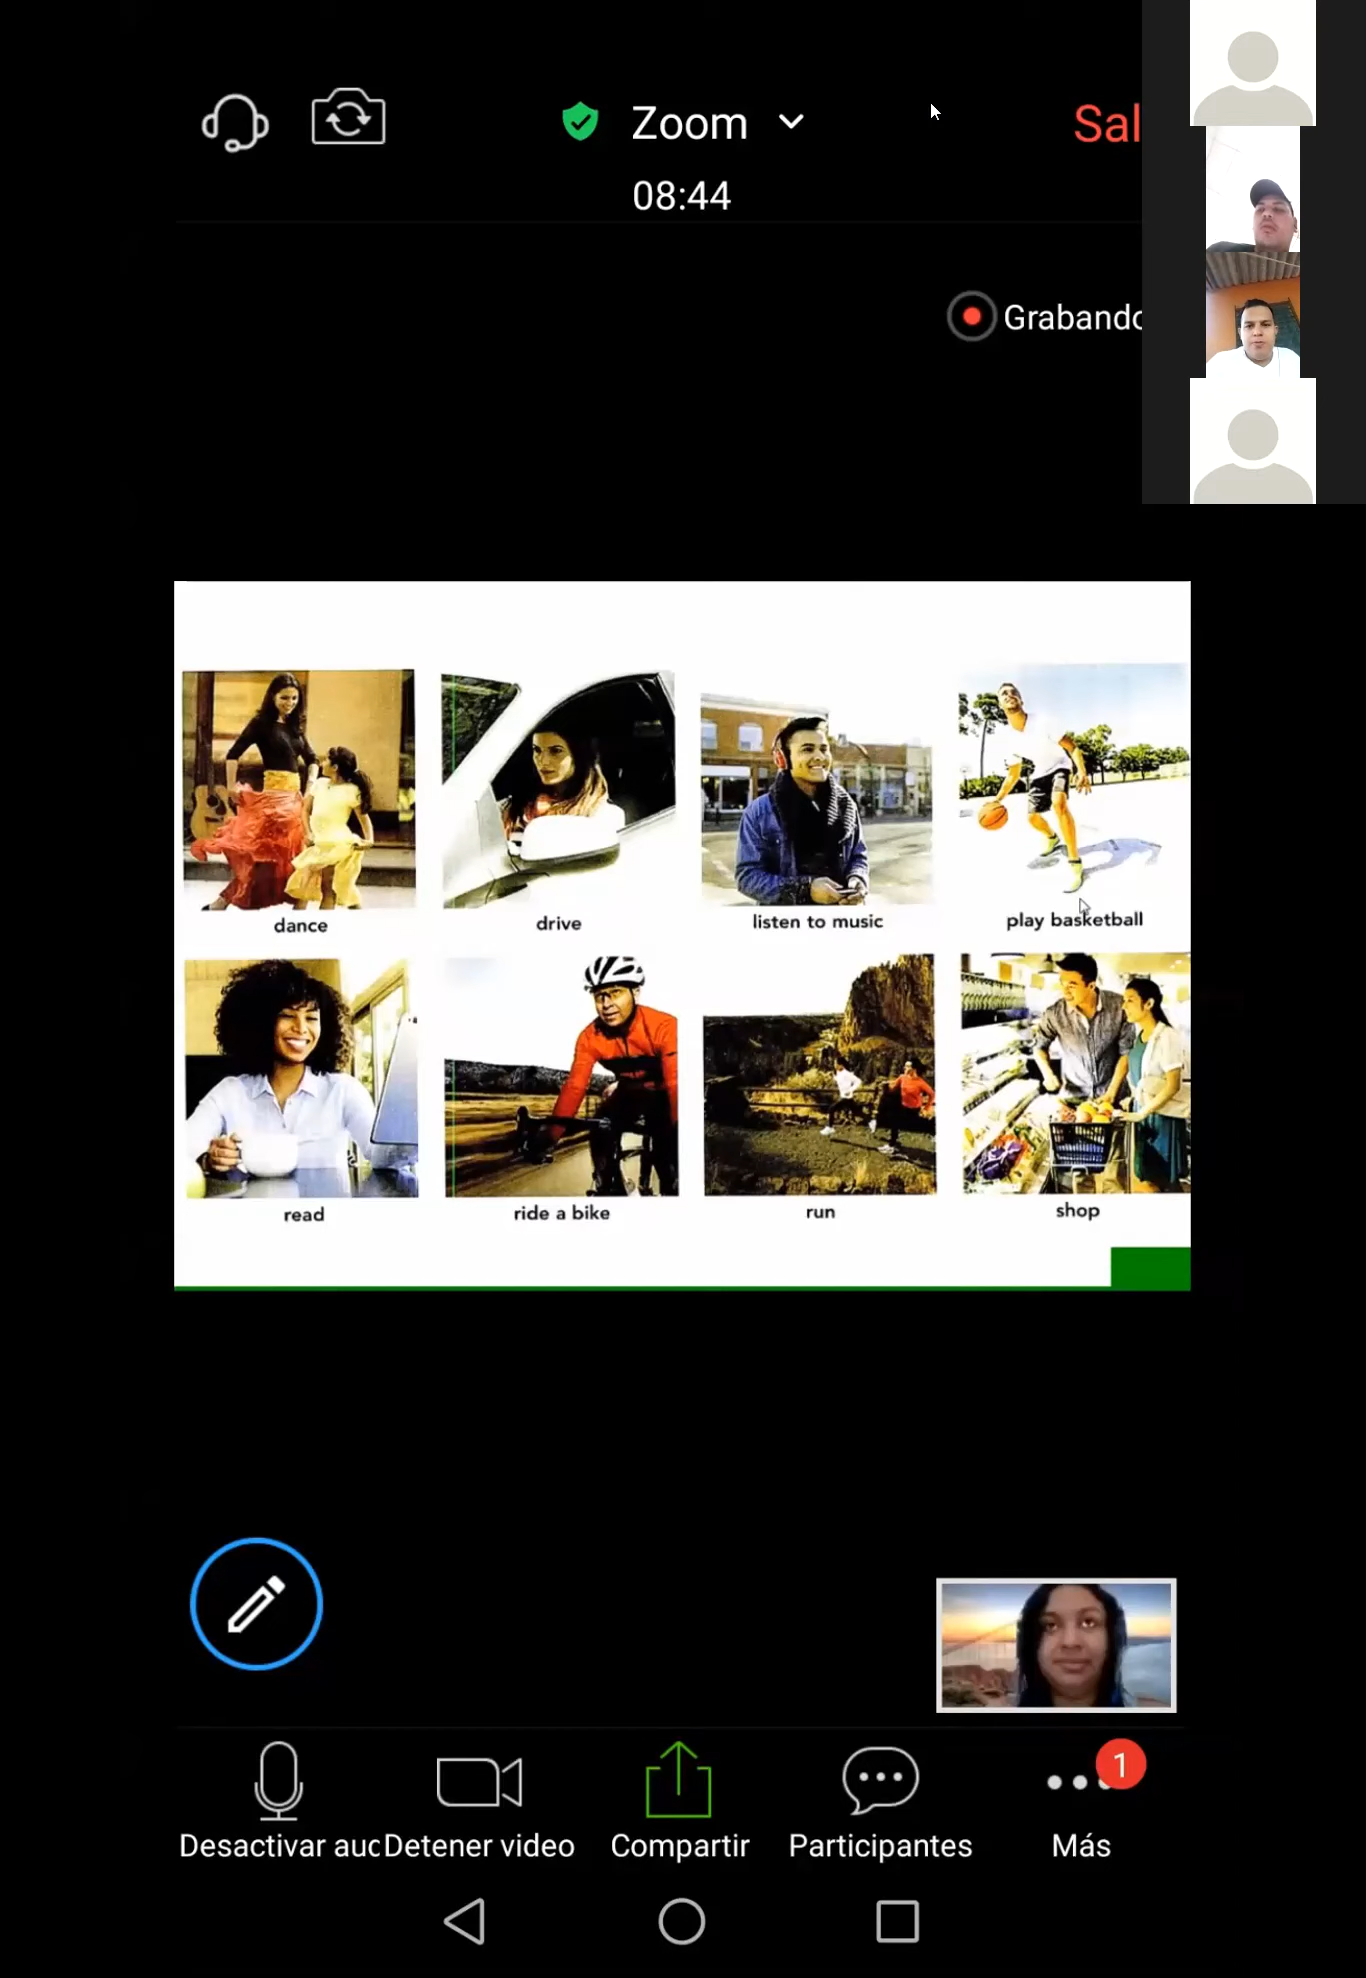 Zoom
Sal
08:44
Grabando
dance
drive
listen to music
play basketball
read
ride a bike
run
shop
1
Desactivar auc
Detener video
Compartir
Participantes
Más